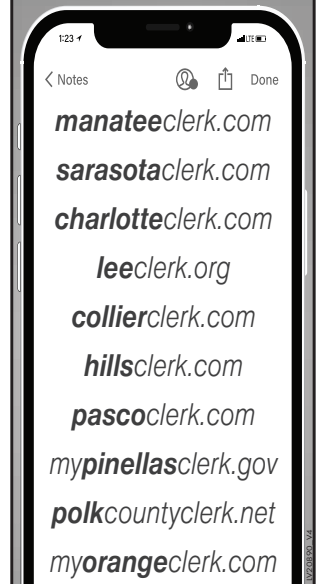 1:23
LTE
Notes
Done
manateeclerk.com
sarasotaclerk.com
charlotteclerk.com
leeclerk.org
collierclerk.com
hillsclerk.com
pascoclerk.com
mypinellasclerk.gov
polkcountyclerk.net
myorangeclerk.com